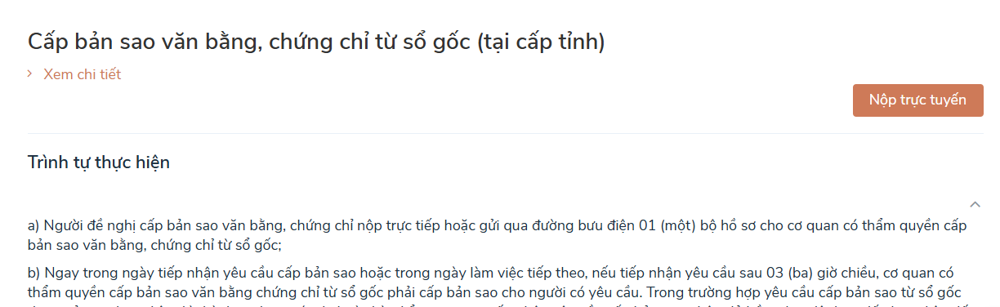 Cấp bản sao văn bằng, chứng chỉ từ sổ gốc (tại cấp tỉnh)
Xem chi tiết
Nộp trực tuyến
Trình tự thực hiện
a) Người đề nghị cấp bản sao văn bằng, chứng chỉ nộp trực tiếp hoặc gửi qua đường bưu điện 01 (một) bộ hồ sơ cho cơ quan có thẩm quyền cấp
bản sao văn bằng, chứng chỉ từ sổ gốc;
b) Ngay trong ngày tiếp nhận yêu cầu cấp bản sao hoặc trong ngày làm việc tiếp theo, nếu tiếp nhận yêu cầu sau 03 (ba) giờ chiều, cơ quan có
thẩm quyền cấp bản sao văn bằng chứng chỉ từ sổ gốc phải cấp bản sao cho người có yêu cầu. Trong trường hợp yêu cầu cấp bản sao từ sổ gốc